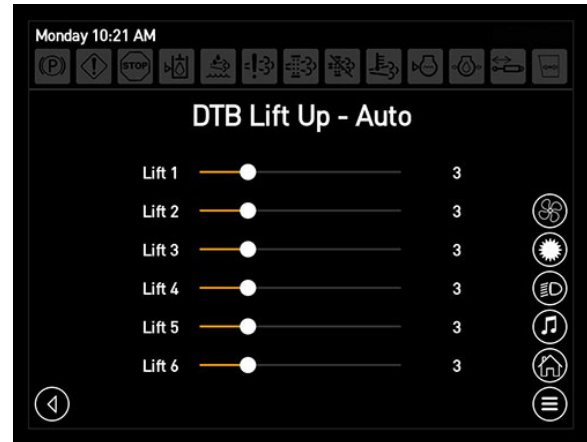 Monday 10:21 AM
(P) STOP
DTB Lift Up - Auto
Lift 1 3
Lift 2 3
Lift 3 3
Lift 4 3
Lift 5 3
Lift 6 3